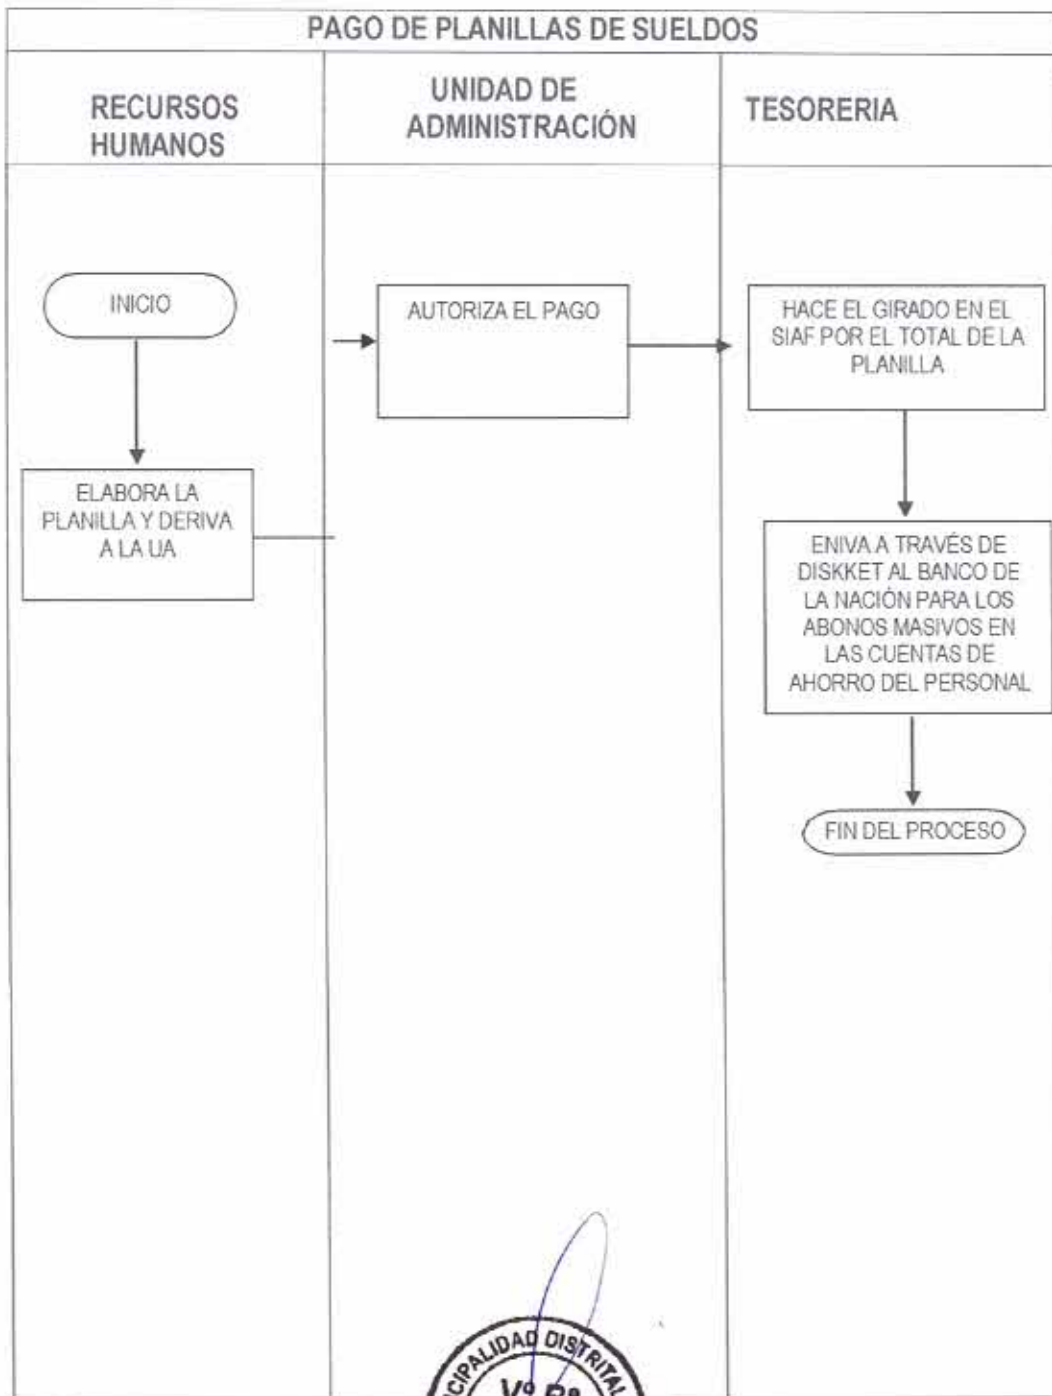 PAGO DE PLANILLAS DE SUELDOS
RECURSOS
HUMANOS
UNIDAD DE
ADMINISTRACIÓN
TESORERIA
INICIO
ELABORA LA
PLANILLA Y DERIVA
A LA UA
AUTORIZA EL PAGO
HACE EL GIRADO EN EL
SIAF POR EL TOTAL DE LA
PLANILLA
ENIVA A TRAVÉS DE
DISKKET AL BANCO DE
LA NACIÓN PARA LOS
ABONOS MASIVOS EN
LAS CUENTAS DE
AHORRO DEL PERSONAL
FIN DEL PROCESO
CIPALIDAD DISTRITAL
Vº Bº